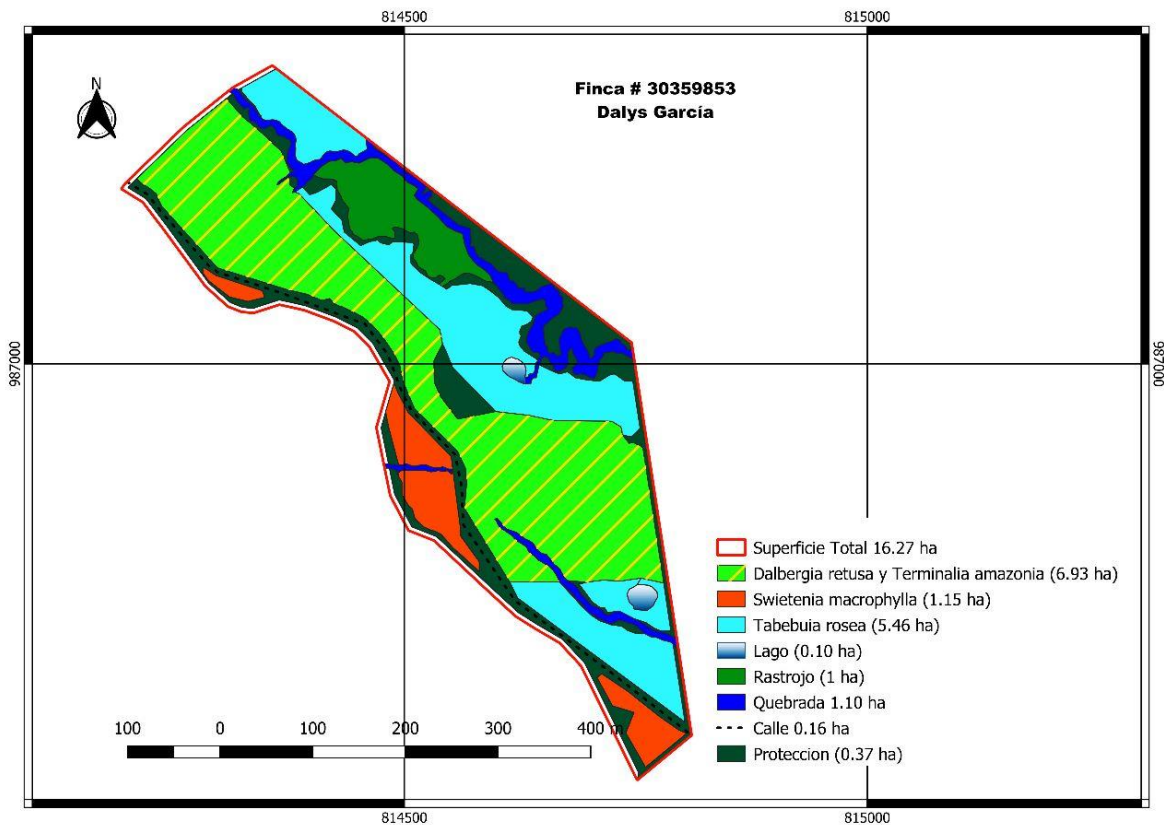 814500
815000
Finca # 30359853
Dalys García
N
987000
987000
Superficie Total 16.27 ha
Dalbergia retusa y Terminalia amazonia (6.93 ha)
Swietenia macrophylla (1.15 ha)
Tabebuia rosea (5.46 ha)
Lago (0.10 ha)
Rastrojo (1 ha)
Quebrada 1.10 ha
Calle 0.16 ha
Proteccion (0.37 ha)
100 0 100 200 300 400 m
814500
815000